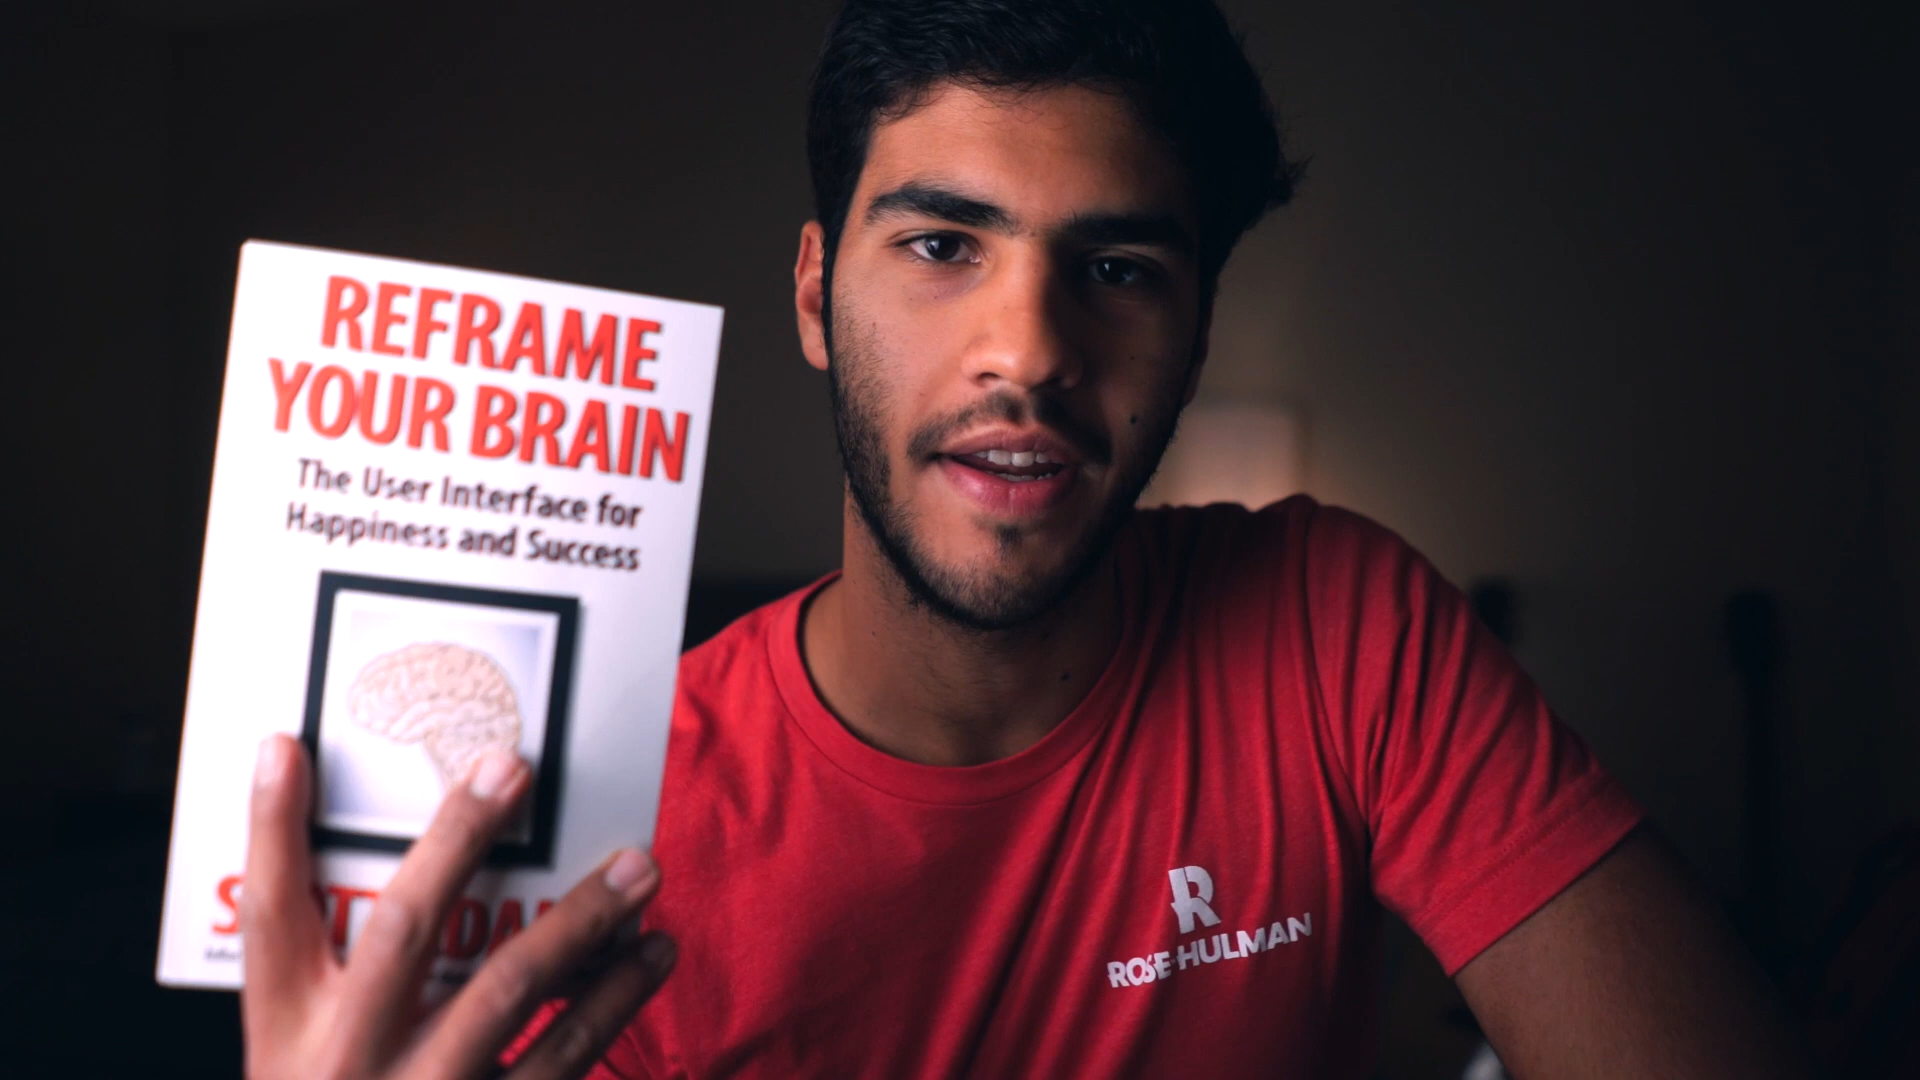 REFRAME
YOUR BRAIN
The User Interface for
Happiness and Success
R
ROSE-HULMAN